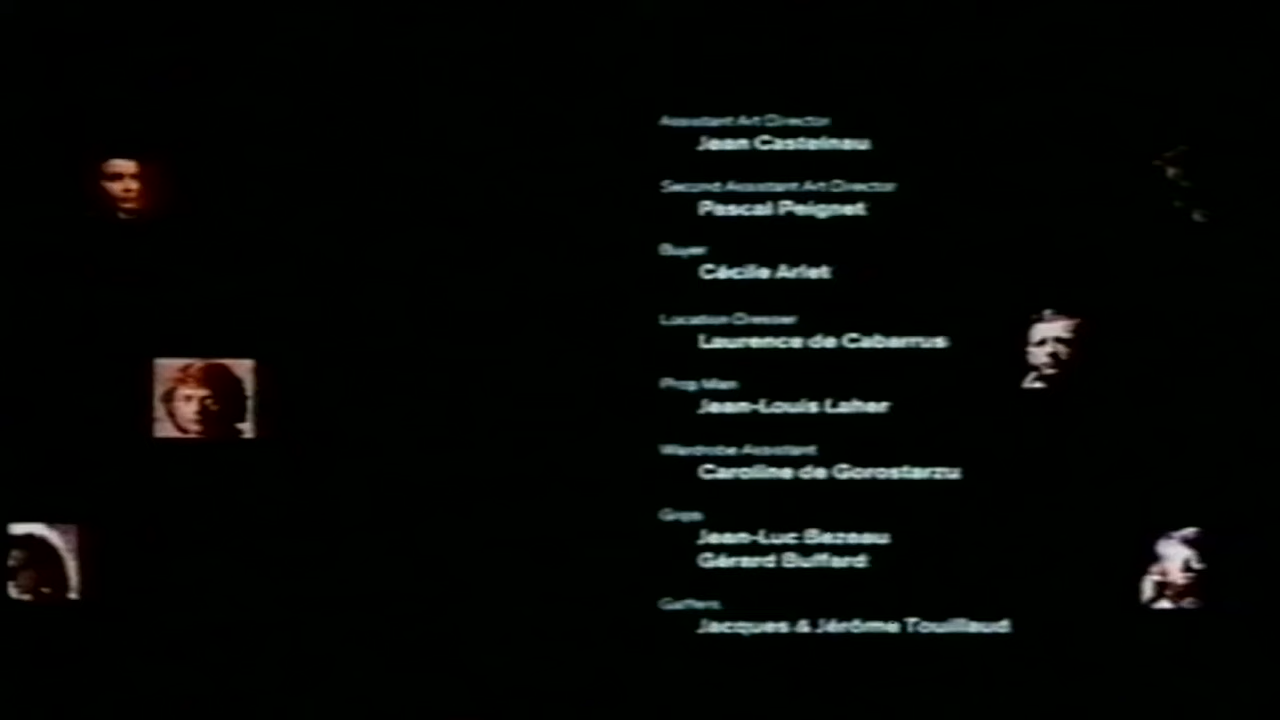 Assistant Art Director
Jean Castelnau
Second Assistant Art Director
Pascal Peignet
Buyer
Cécile Arlet
Location Dresser
Laurence de Cabarrus
Prop Man
Jean-Louis Laher
Wardrobe Assistant
Caroline de Gorostarzu
Grips
Jean-Luc Bezeau
Gérard Buffard
Gaffers
Jacques & Jérôme Touillaud